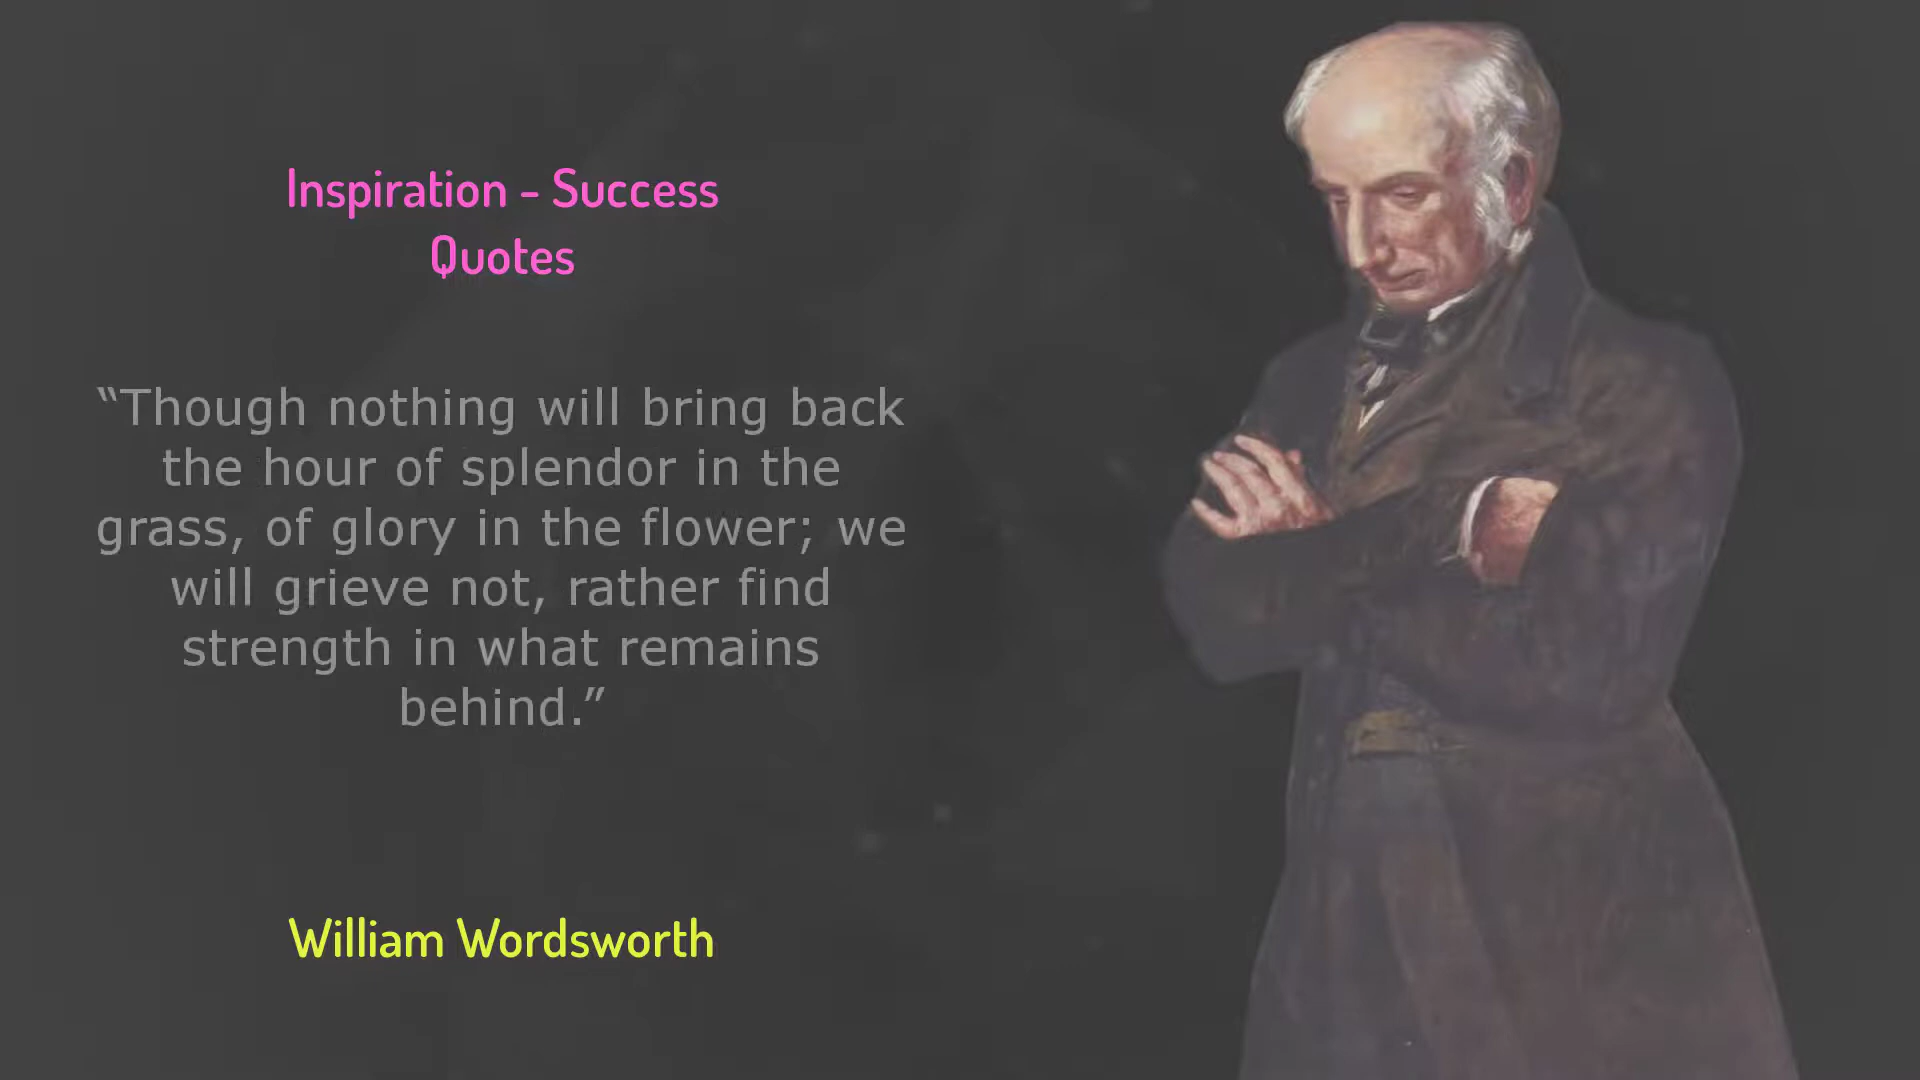 Inspiration - Success
Quotes
“Though nothing will bring back
the hour of splendor in the
grass, of glory in the flower; we
will grieve not, rather find
strength in what remains
behind.”
William Wordsworth